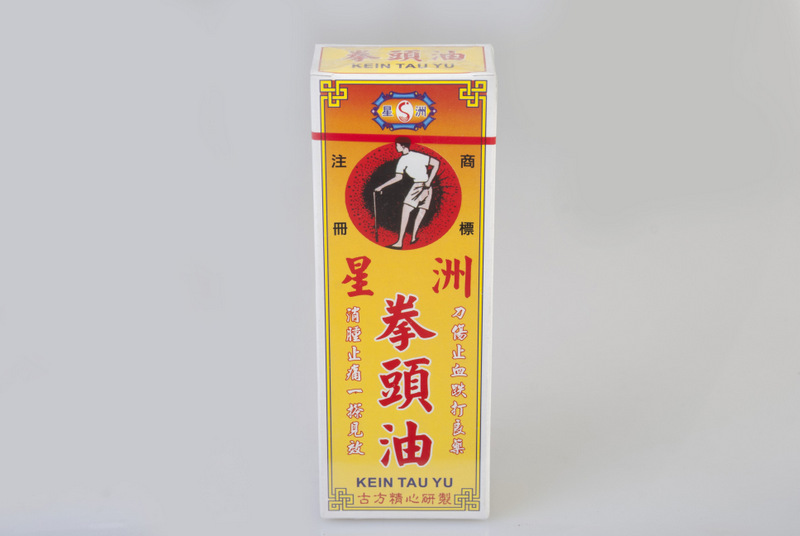 拳頭油
KEIN TAU YU
星 S 洲
商標
注冊
星洲
拳頭油
刀傷止血跌打良藥
消腫止痛一搽見效
KEIN TAU YU
古方精心研製